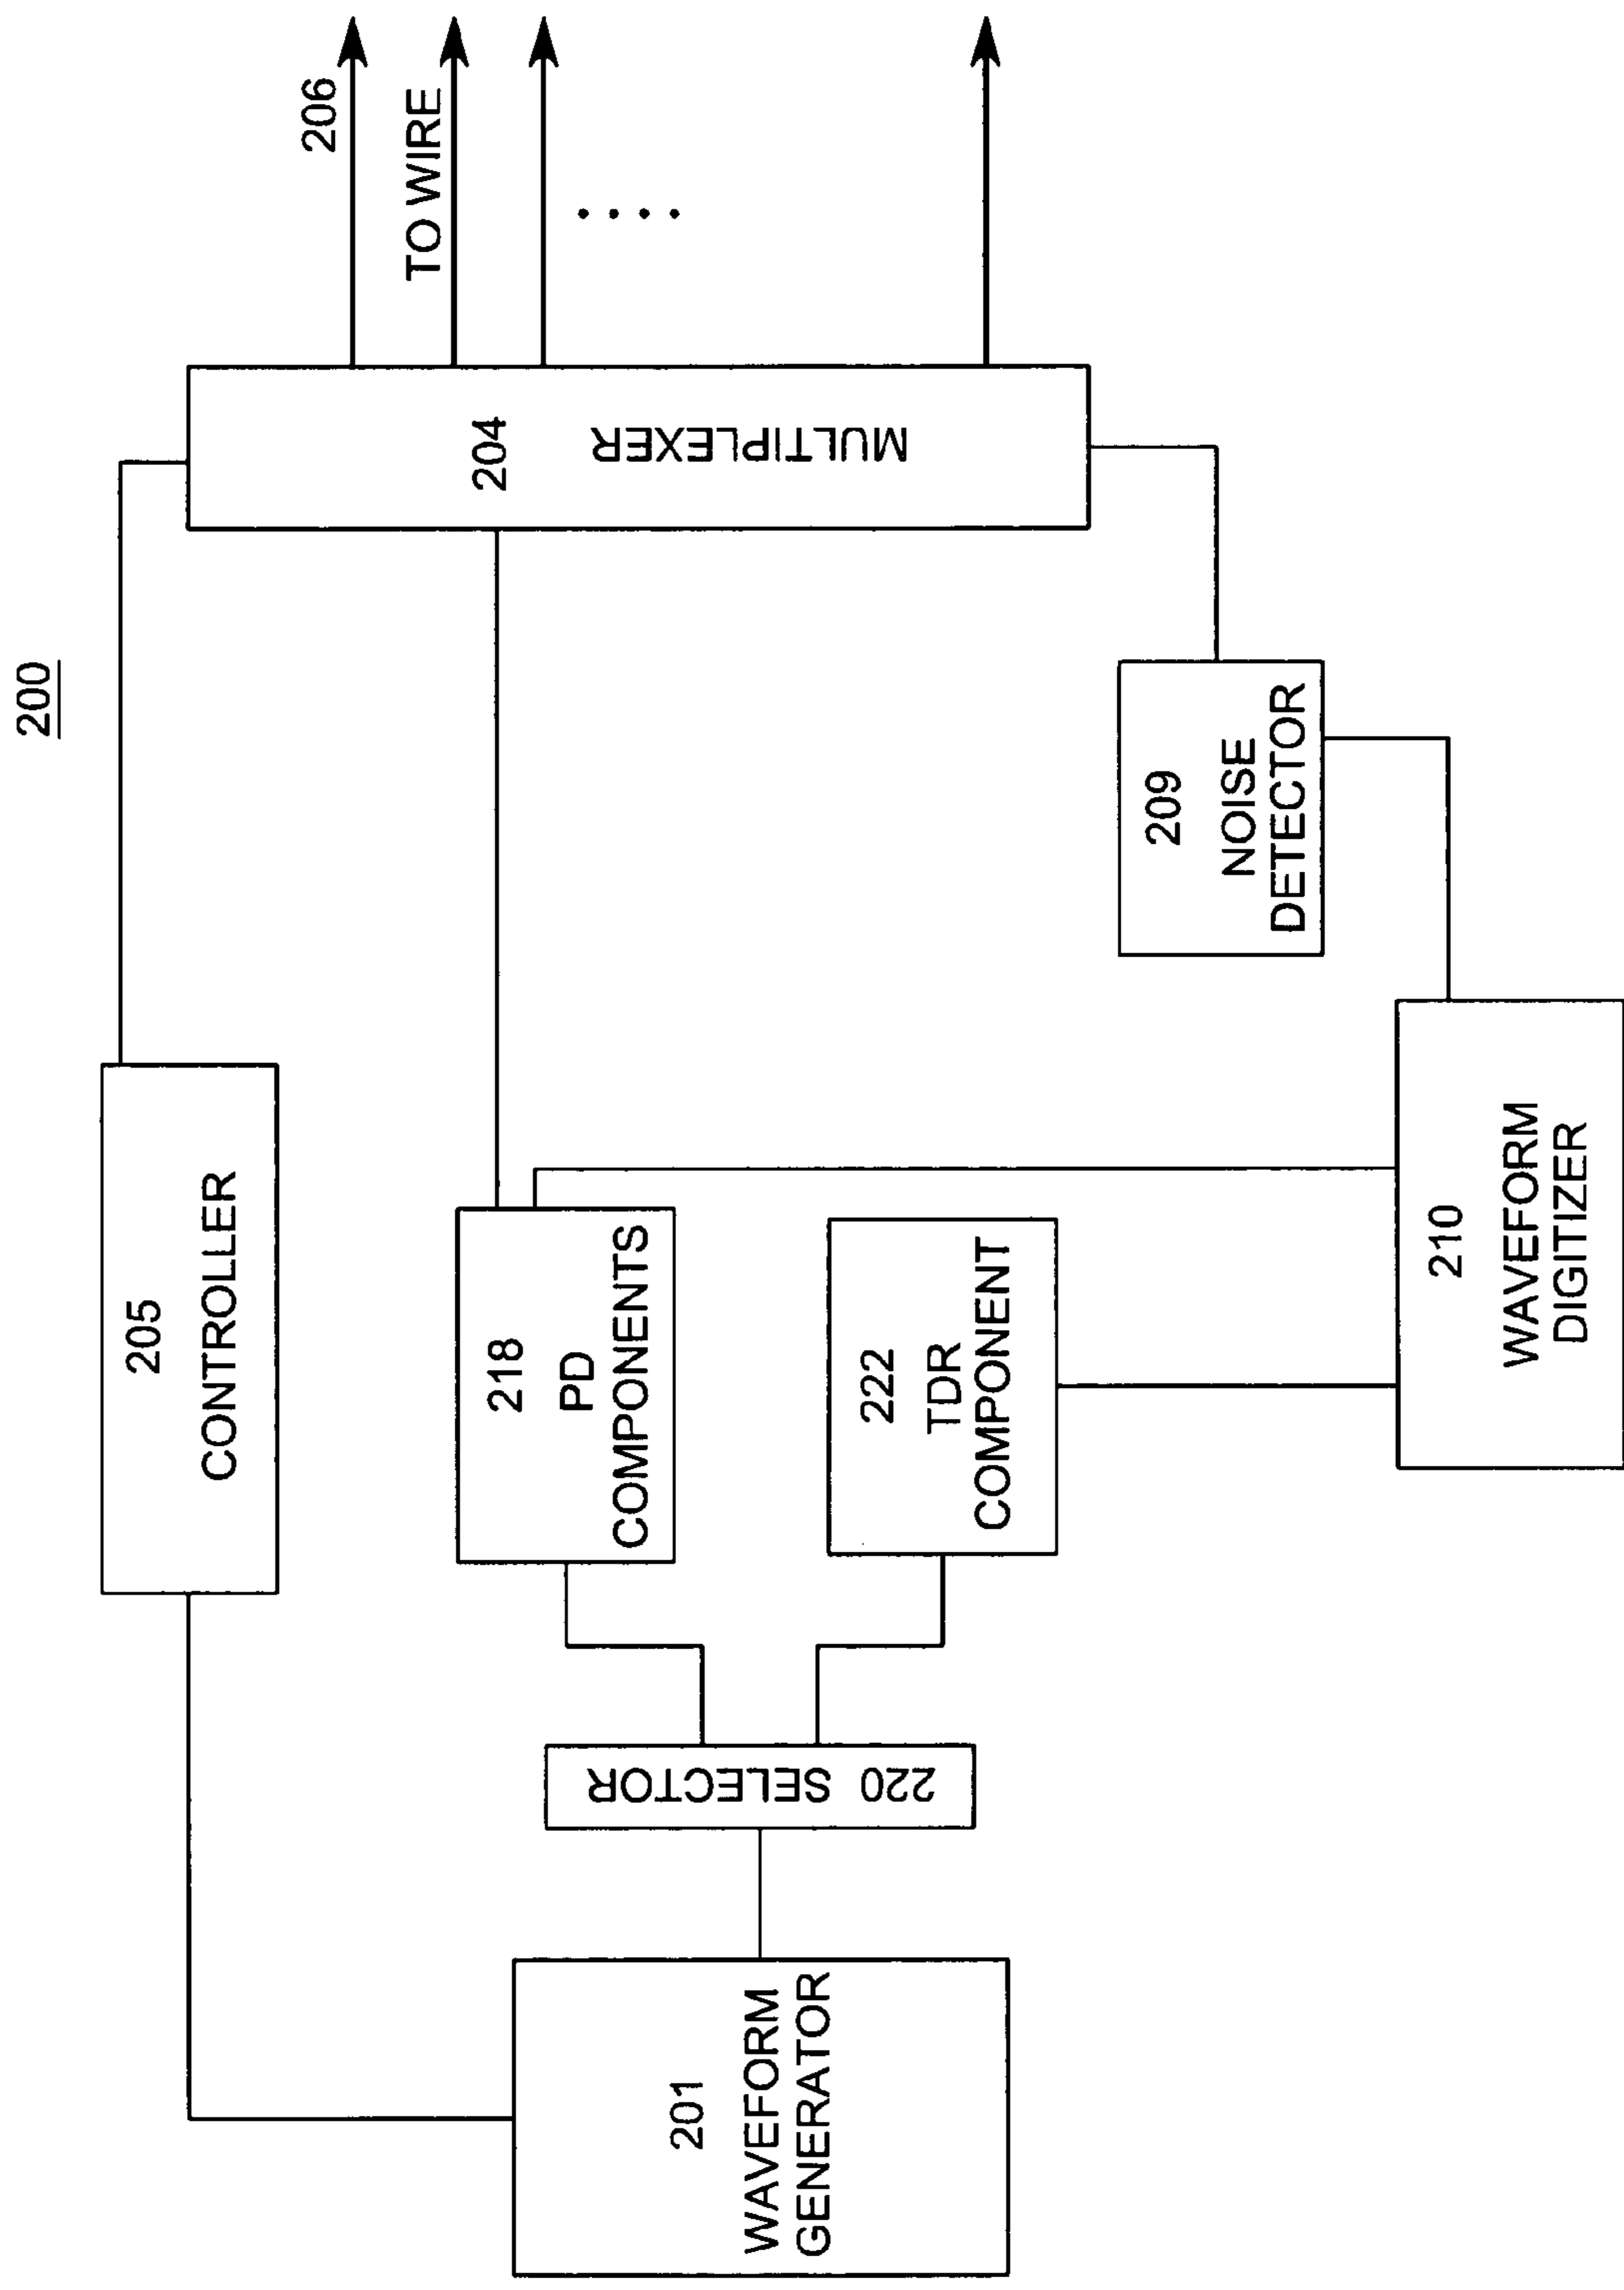 200
206
TO WIRE
204
MULTIPLEXER
205
CONTROLLER
218
PD
COMPONENTS
222
TDR
COMPONENT
220 SELECTOR
201
WAVEFORM
GENERATOR
209
NOISE
DETECTOR
210
WAVEFORM
DIGITIZER